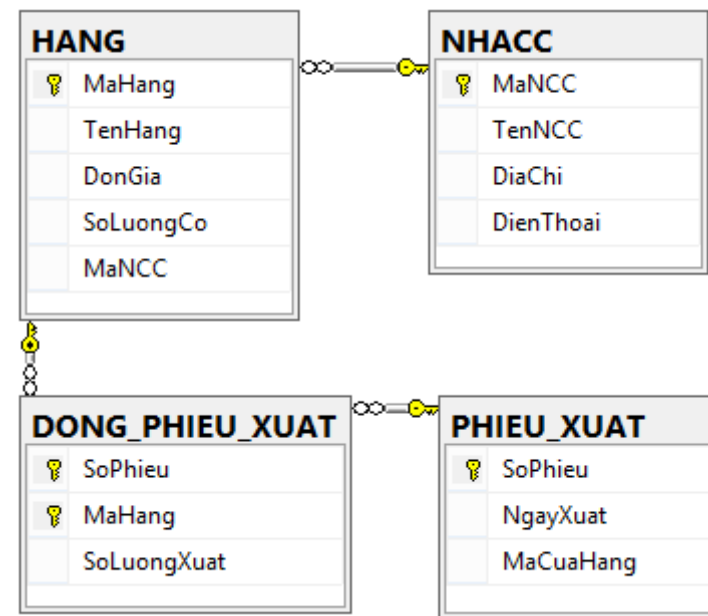 HANG
MaHang
TenHang
DonGia
SoLuongCo
MaNCC
NHACC
MaNCC
TenNCC
DiaChi
DienThoai
DONG_PHIEU_XUAT
SoPhieu
MaHang
SoLuongXuat
PHIEU_XUAT
SoPhieu
NgayXuat
MaCuaHang